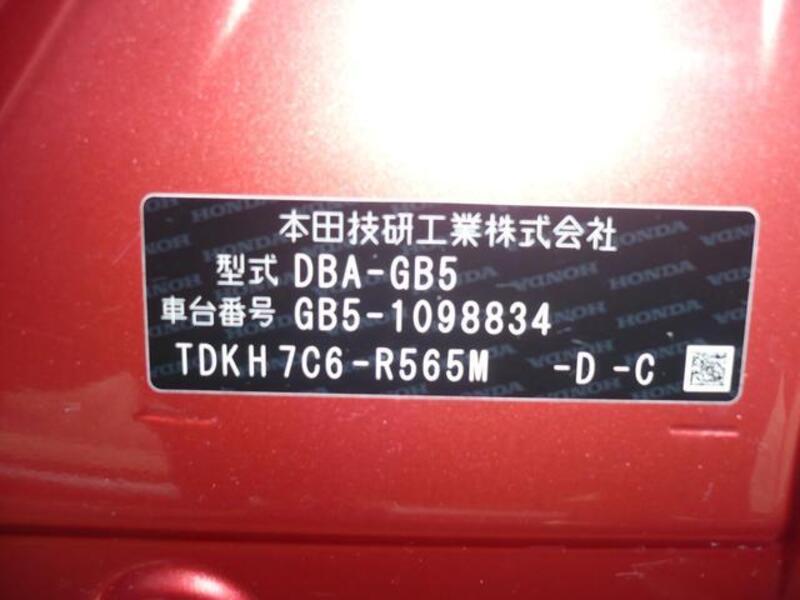 本田技研工業株式会社
型式 DBA-GB5
車台番号 GB5-1098834
TDKH7C6-R565M -D -C